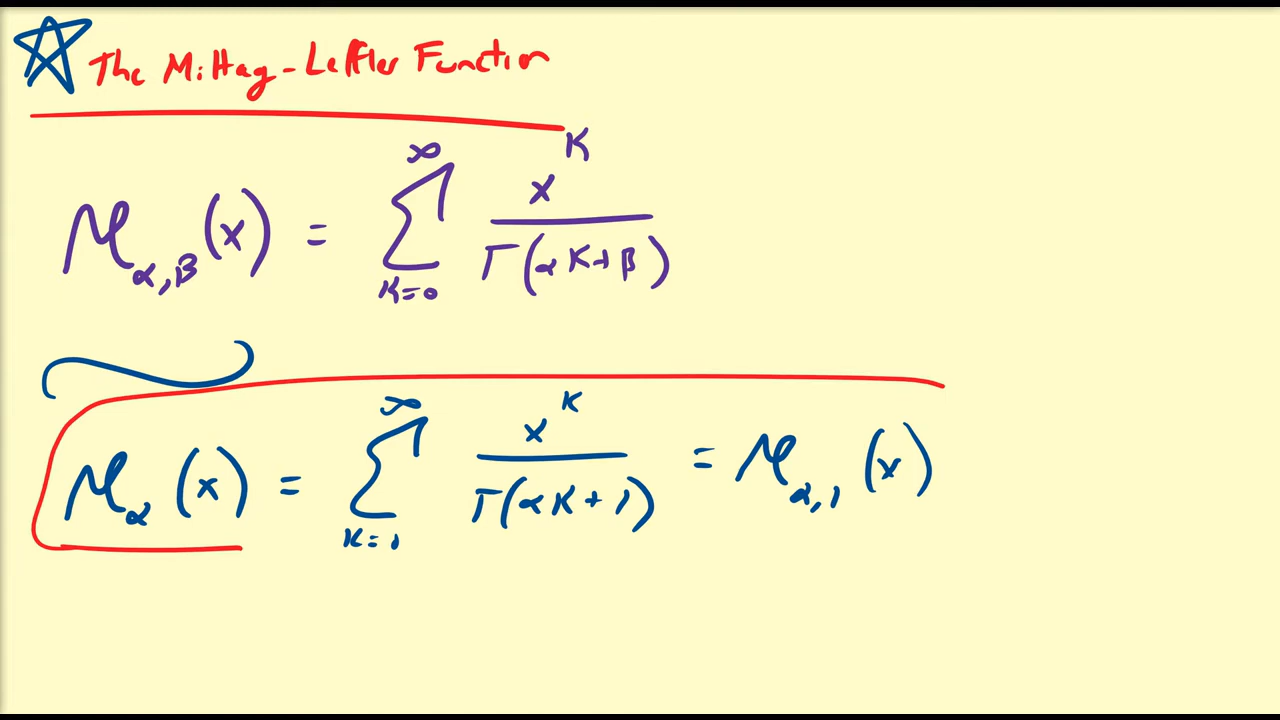 The Mittag-Leffler Function
M_{α,β}(x) = ∑_{K=0}^{∞} x^K / Γ(αK+β)
M_α(x) = ∑_{K=1}^{∞} x^K / Γ(αK+1) = M_{α,1}(x)